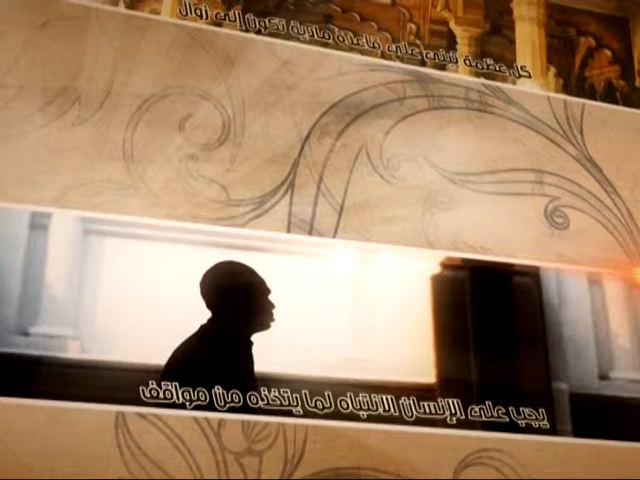 كل عظمة تبنى على قاعدة مادية تكون إلى زوال
يجب على الإنسان الانتباه لما يتخذه من مواقف